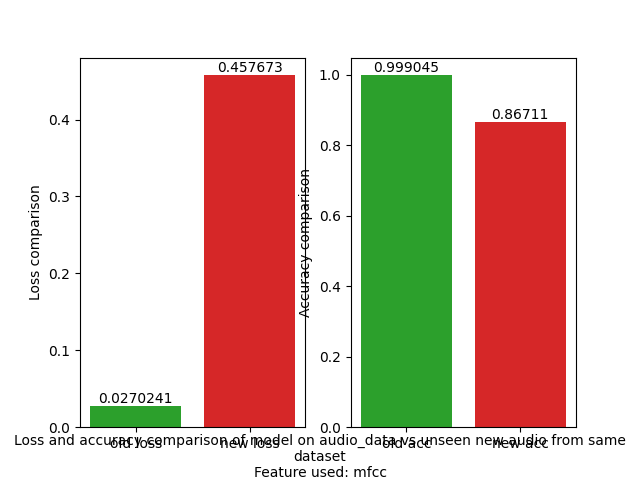 0.457673
0.0270241
Loss comparison
0.0
0.1
0.2
0.3
0.4
old loss
new loss
0.999045
0.86711
Accuracy comparison
0.0
0.2
0.4
0.6
0.8
1.0
old acc
new acc
Loss and accuracy comparison of model on audio_data vs unseen new audio from same
dataset
Feature used: mfcc